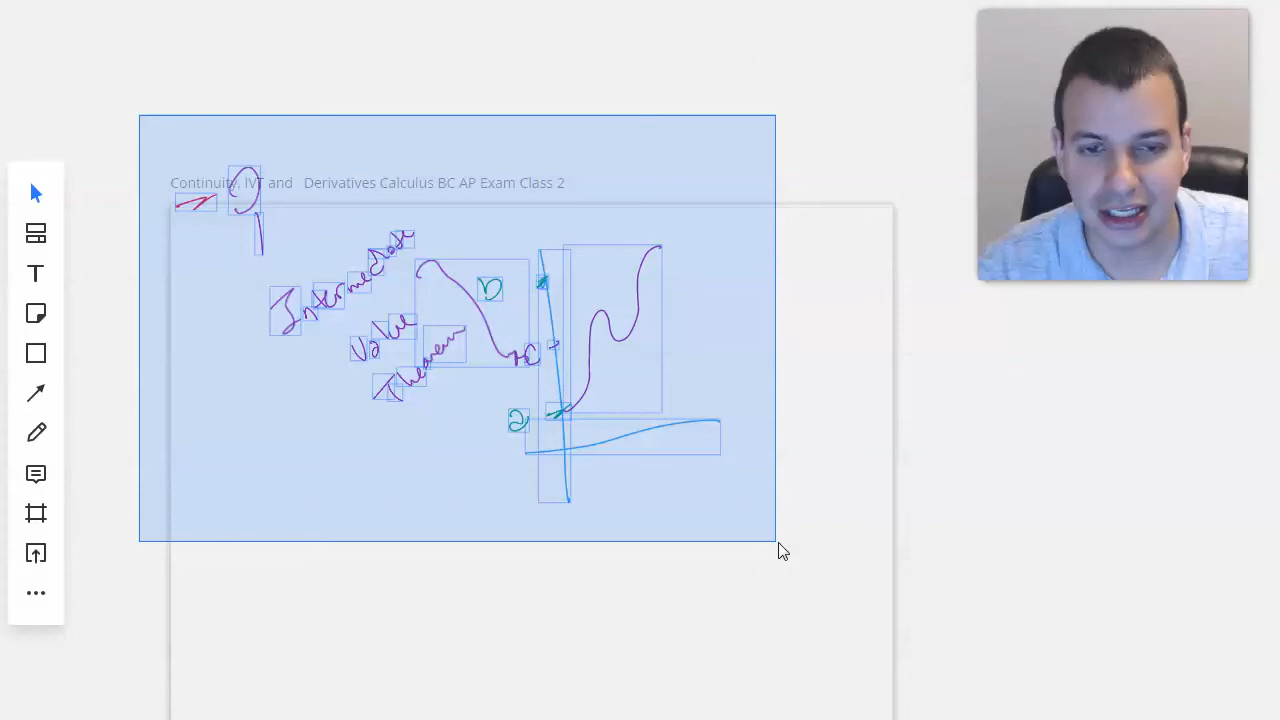 Continuity, IVT and Derivatives Calculus BC AP Exam Class 2
Intermediate
Value
Theorem
b
C
a
T